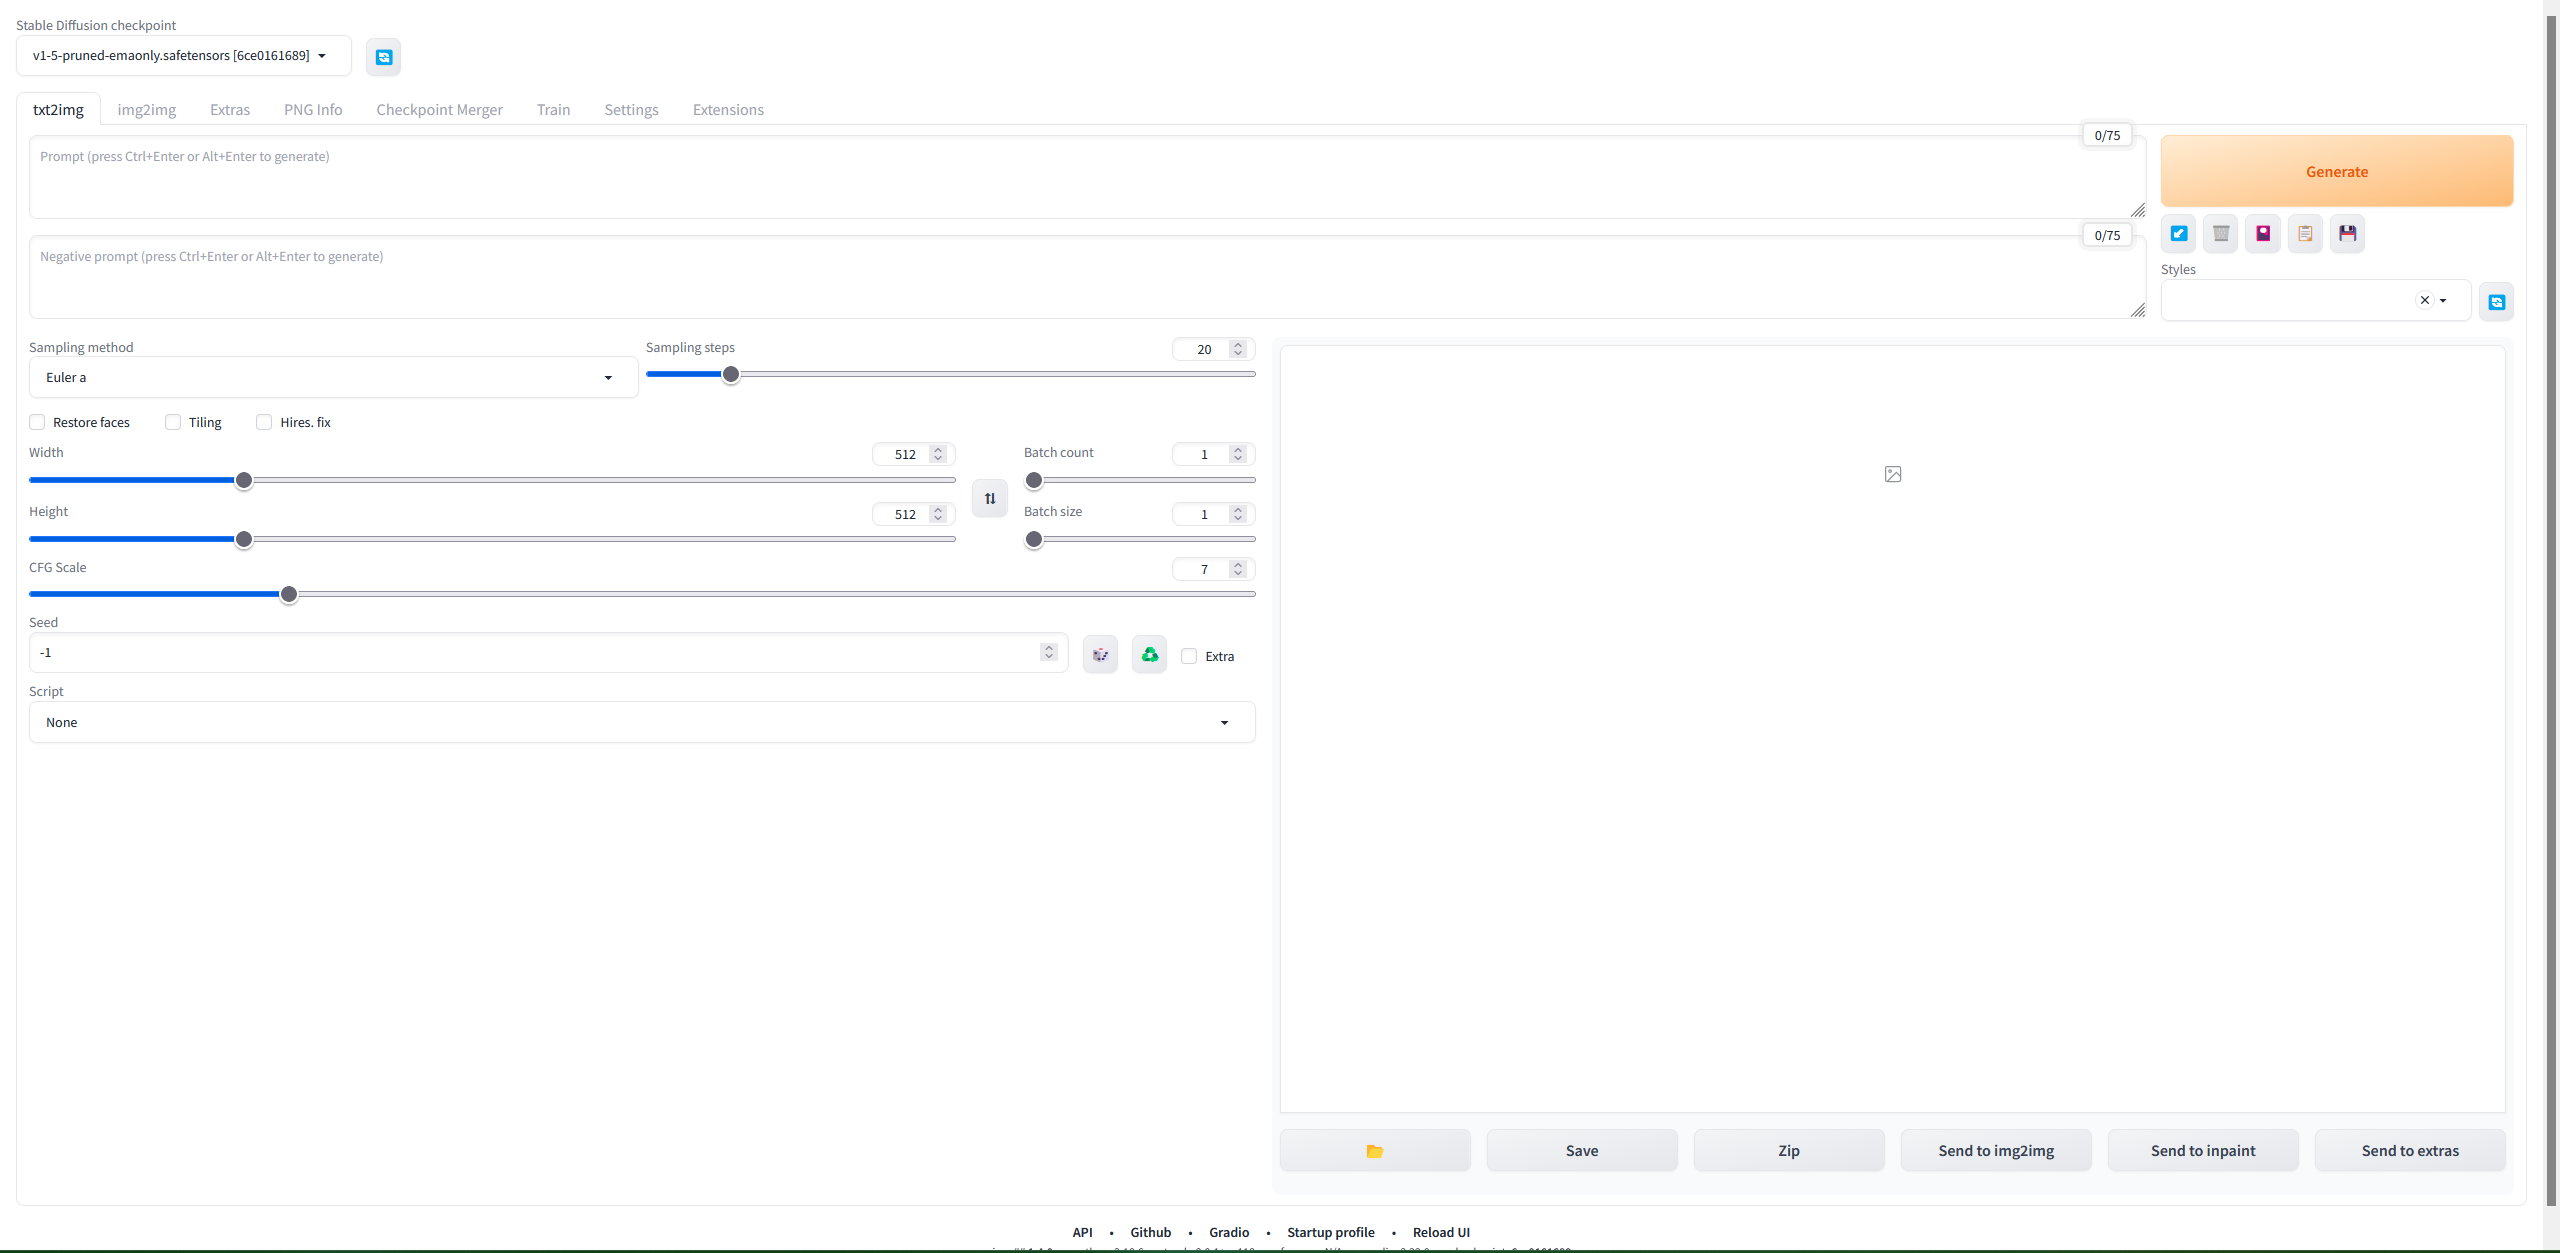 Stable Diffusion checkpoint
v1-5-pruned-emaonly.safetensors [6ce0161689]
txt2img img2img Extras PNG Info Checkpoint Merger Train Settings Extensions
0/75
Prompt (press Ctrl+Enter or Alt+Enter to generate)
Generate
0/75
Negative prompt (press Ctrl+Enter or Alt+Enter to generate)
Styles
Sampling method
Euler a
Sampling steps
20
Restore faces Tiling Hires. fix
Width
512
Batch count
1
Height
512
Batch size
1
CFG Scale
7
Seed
-1
Extra
Script
None
Save Zip Send to img2img Send to inpaint Send to extras
API • Github • Gradio • Startup profile • Reload UI